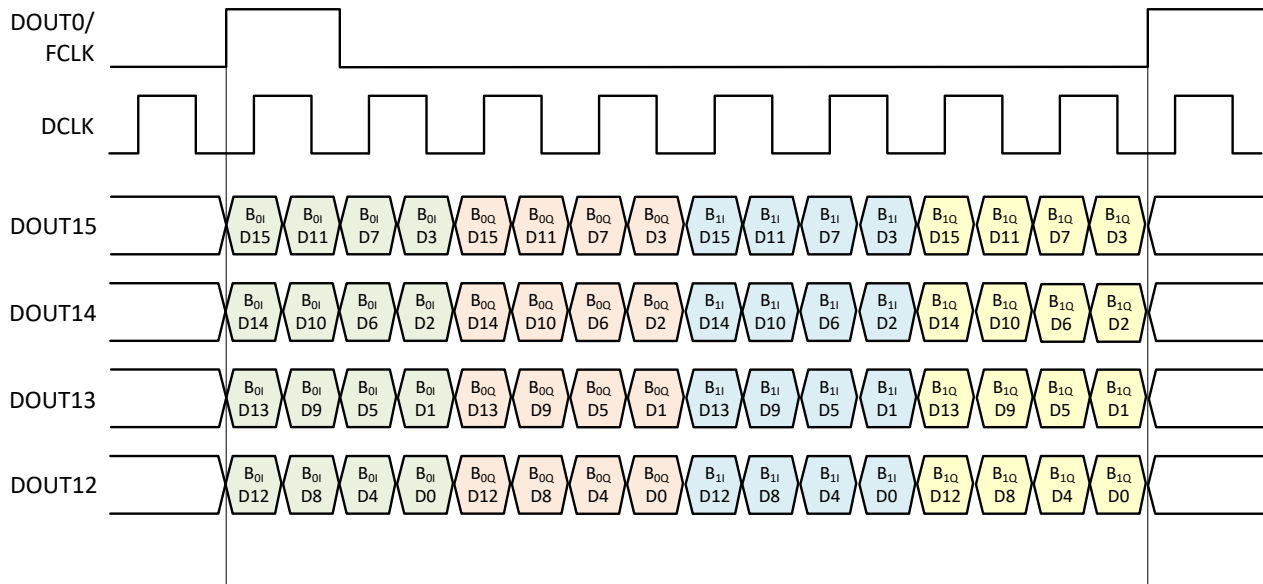 DOUT0/
FCLK
DCLK
DOUT15
B0I B0I B0I B0I B0Q B0Q B0Q B0Q B1I B1I B1I B1I B1Q B1Q B1Q B1Q
D15 D11 D7 D3 D15 D11 D7 D3 D15 D11 D7 D3 D15 D11 D7 D3
DOUT14
B0I B0I B0I B0I B0Q B0Q B0Q B0Q B1I B1I B1I B1I B1Q B1Q B1Q B1Q
D14 D10 D6 D2 D14 D10 D6 D2 D14 D10 D6 D2 D14 D10 D6 D2
DOUT13
B0I B0I B0I B0I B0Q B0Q B0Q B0Q B1I B1I B1I B1I B1Q B1Q B1Q B1Q
D13 D9 D5 D1 D13 D9 D5 D1 D13 D9 D5 D1 D13 D9 D5 D1
DOUT12
B0I B0I B0I B0I B0Q B0Q B0Q B0Q B1I B1I B1I B1I B1Q B1Q B1Q B1Q
D12 D8 D4 D0 D12 D8 D4 D0 D12 D8 D4 D0 D12 D8 D4 D0